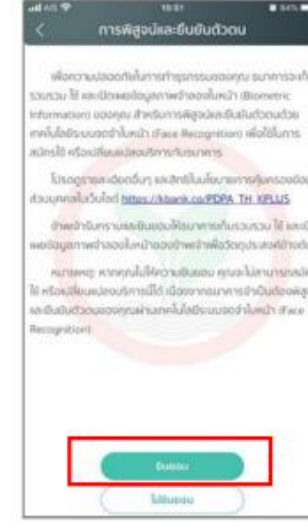 AIS 19:51 84%
การพิสูจน์และยืนยันตัวตน
เพื่อความปลอดภัยในการทำธุรกรรมของคุณ ธนาคารจะเก็บ
รวบรวม ใช้ และเปิดเผยข้อมูลภาพจำลองใบหน้า (Biometric
Information) ของคุณ สำหรับการพิสูจน์และยืนยันตัวตนด้วย
เทคโนโลยีระบบจดจำใบหน้า (Face Recognition) เพื่อใช้ในการ
สมัครใช้ หรือเปลี่ยนแปลงบริการกับธนาคาร
โปรดดูรายละเอียดอื่นๆ และสิทธิในนโยบายการคุ้มครองข้อมูล
ส่วนบุคคลในเว็บไซต์ https://kbank.co/PDPA_TH_KPLUS
ข้าพเจ้ารับทราบและยินยอมให้ธนาคารเก็บรวบรวม ใช้ และเปิด
เผยข้อมูลภาพจำลองใบหน้าของข้าพเจ้าเพื่อวัตถุประสงค์ข้างต้น
หมายเหตุ: หากคุณไม่ให้ความยินยอม คุณจะไม่สามารถสมัคร
ใช้ หรือเปลี่ยนแปลงบริการนี้ได้ เนื่องจากธนาคารจำเป็นต้องพิสูจน์
และยืนยันตัวตนของคุณผ่านเทคโนโลยีระบบจดจำใบหน้า (Face
Recognition)
ยินยอม
ไม่ยินยอม